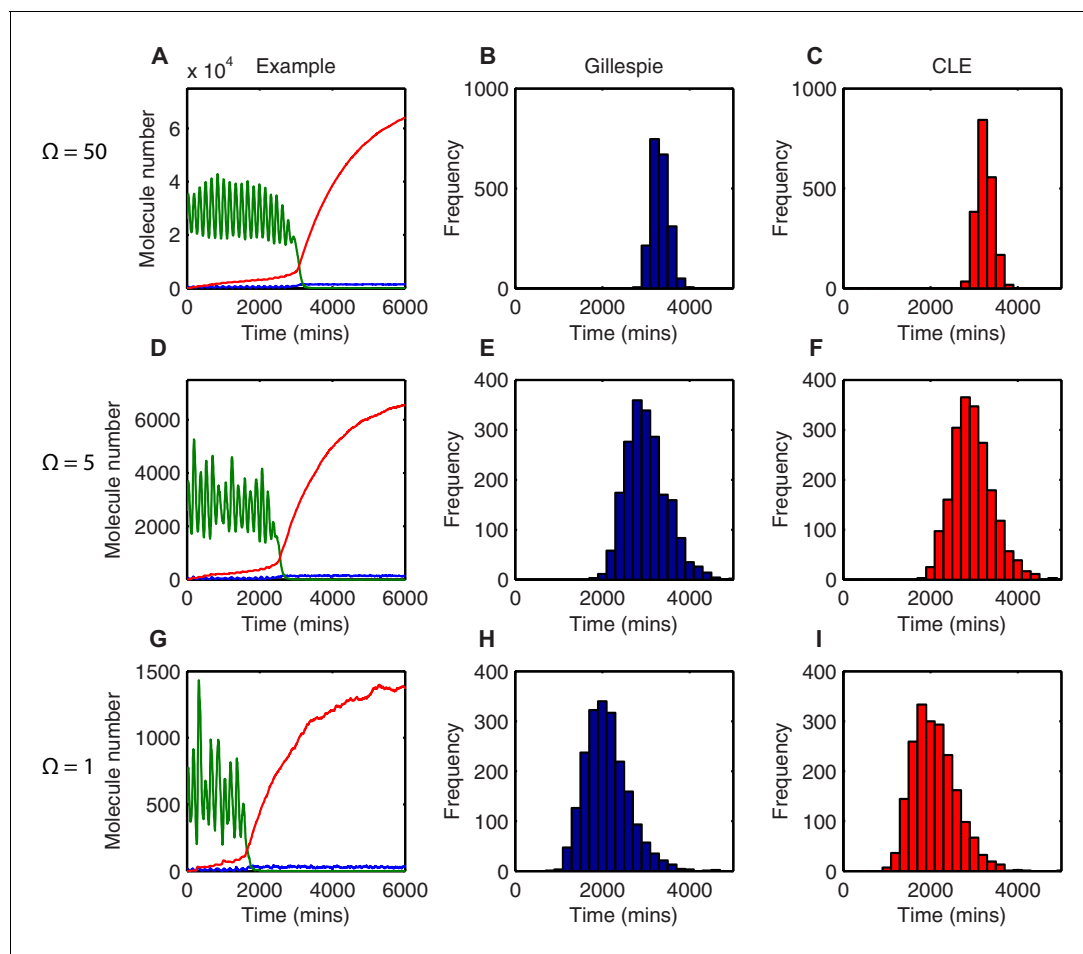 A
B
C
x 10⁴
Example
Gillespie
CLE
Ω = 50
Molecule number
6
4
2
0
0 2000 4000 6000
Time (mins)
Frequency
1000
500
0
0 2000 4000
Time (mins)
Frequency
1000
500
0
0 2000 4000
Time (mins)
D
E
F
Ω = 5
Molecule number
6000
4000
2000
0
0 2000 4000 6000
Time (mins)
Frequency
400
300
200
100
0
0 2000 4000
Time (mins)
Frequency
400
300
200
100
0
0 2000 4000
Time (mins)
G
H
I
Ω = 1
Molecule number
1500
1000
500
0
0 2000 4000 6000
Time (mins)
Frequency
400
300
200
100
0
0 2000 4000
Time (mins)
Frequency
400
300
200
100
0
0 2000 4000
Time (mins)